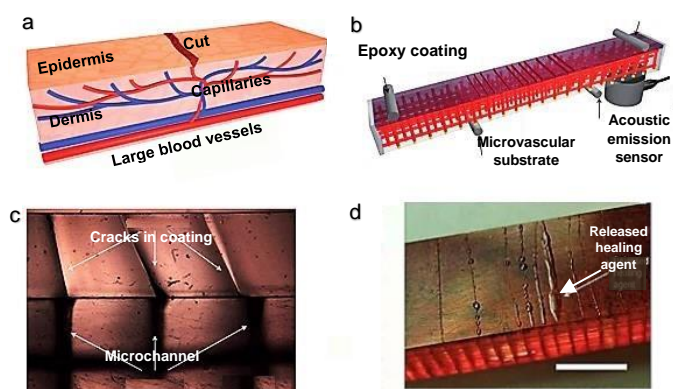 a
Cut
Epidermis
Capillaries
Dermis
Large blood vessels
b
Epoxy coating
Microvascular
substrate
Acoustic
emission
sensor
c
Cracks in coating
Microchannel
d
Released
healing
agent